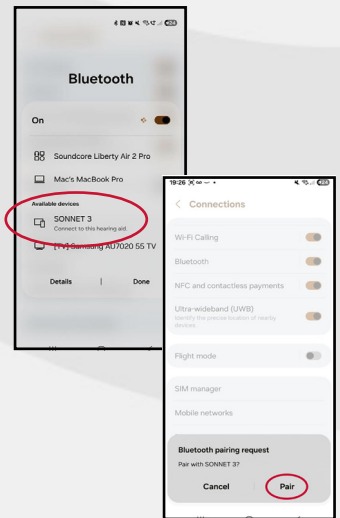 Bluetooth
On
Soundcore Liberty Air 2 Pro
Mac's MacBook Pro
Available devices
SONNET 3
Connect to this hearing aid.
[TV] Samsung AU7020 55 TV
Details | Done
19:26
Connections
Wi-Fi Calling
Bluetooth
NFC and contactless payments
Ultra-wideband (UWB)
Identify the precise location of nearby
devices.
Flight mode
SIM manager
Mobile networks
Bluetooth pairing request
Pair with SONNET 3?
Cancel | Pair